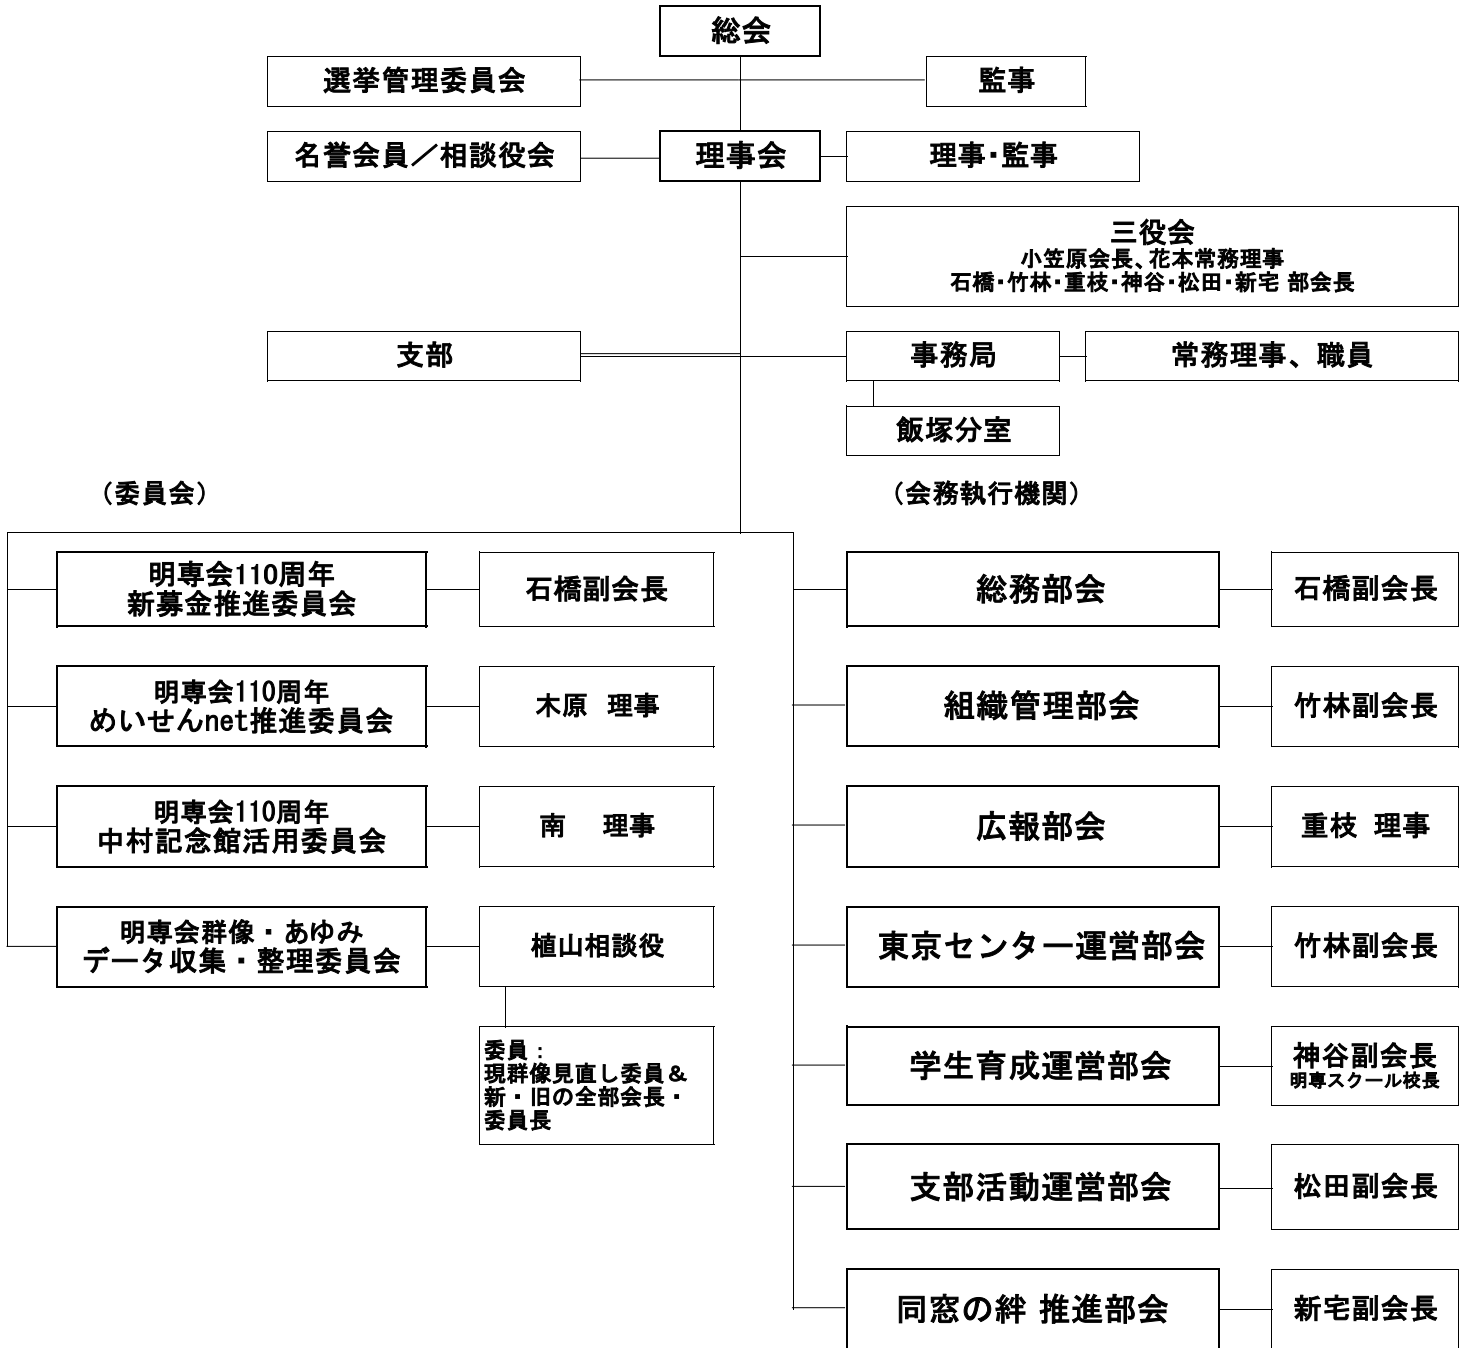 総会
選挙管理委員会
監事
名誉会員／相談役会
理事会
理事・監事
三役会
小笠原会長、花本常務理事
石橋・竹林・重枝・神谷・松田・新宅 部会長
支部
事務局
常務理事、職員
飯塚分室
（委員会）
（会務執行機関）
明専会110周年
新募金推進委員会
石橋副会長
総務部会
石橋副会長
明専会110周年
めいせんnet推進委員会
木原 理事
組織管理部会
竹林副会長
明専会110周年
中村記念館活用委員会
南 理事
広報部会
重枝 理事
明専会群像・あゆみ
データ収集・整理委員会
植山相談役
東京センター運営部会
竹林副会長
委員：
現群像見直し委員＆
新・旧の全部会長・
委員長
学生育成運営部会
神谷副会長
明専スクール校長
支部活動運営部会
松田副会長
同窓の絆 推進部会
新宅副会長